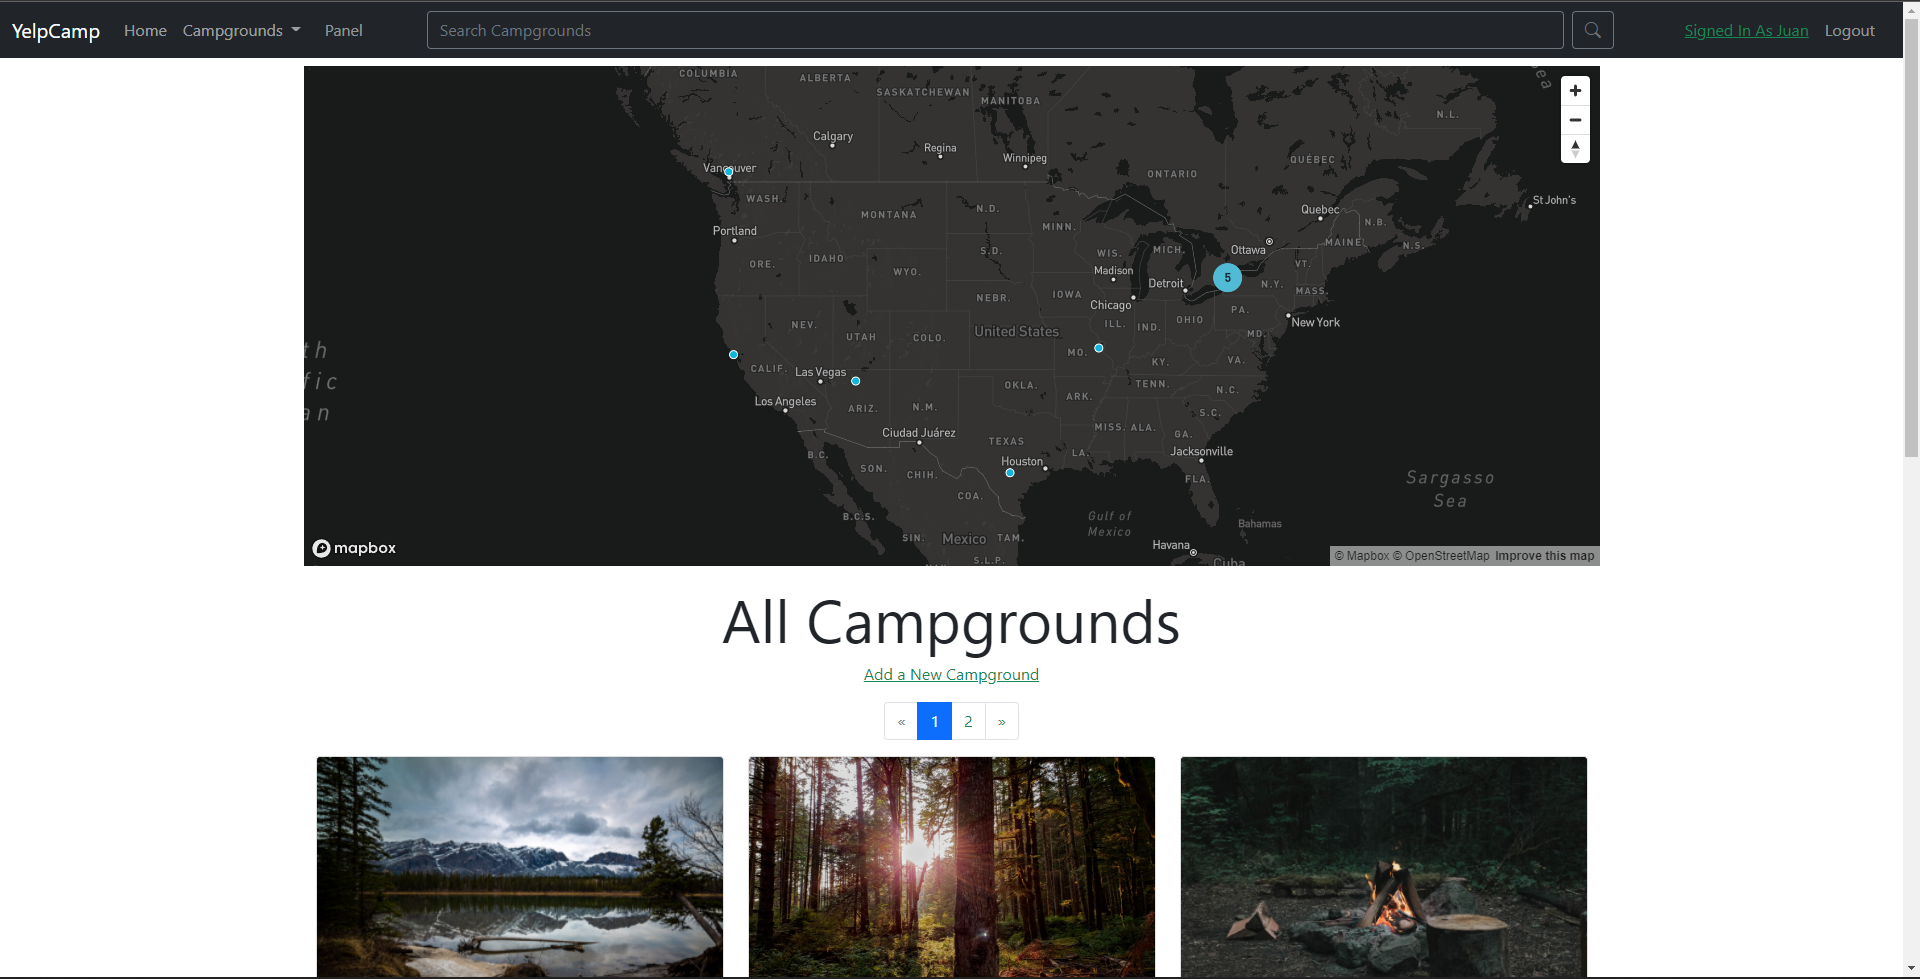 YelpCamp Home Campgrounds Panel Search Campgrounds Signed In As Juan Logout
COLUMBIA ALBERTA
SASKATCHEWAN
MANITOBA
N.L.
Calgary
Regina
Winnipeg
QUÉBEC
Vancouver
ONTARIO
WASH.
MONTANA
N.D.
Quebec
St John's
MINN.
N.B.
Portland
Ottawa
MAINE
N.S.
ORE.
IDAHO
WYO.
S.D.
WIS.
MICH.
VT.
Madison
5
Detroit
N.Y.
MASS.
NEBR.
IOWA
Chicago
PA.
NEV.
UTAH
COLO.
United States
ILL.
IND.
OHIO
New York
MD.
th
fic
an
MO.
KY.
VA.
CALIF.
Las Vegas
OKLA.
TENN.
N.C.
ARK.
Los Angeles
ARIZ.
N.M.
S.C.
Ciudad Juárez
TEXAS
MISS.
ALA.
GA.
B.C.
SON.
CHIH.
Houston
LA.
Jacksonville
FLA.
Sargasso
Sea
COA.
B.C.S.
Gulf of
Mexico
Bahamas
SIN.
Mexico
TAM.
Havana
S.L.P.
Cuba
mapbox
© Mapbox © OpenStreetMap Improve this map
All Campgrounds
Add a New Campground
« 1 2 »